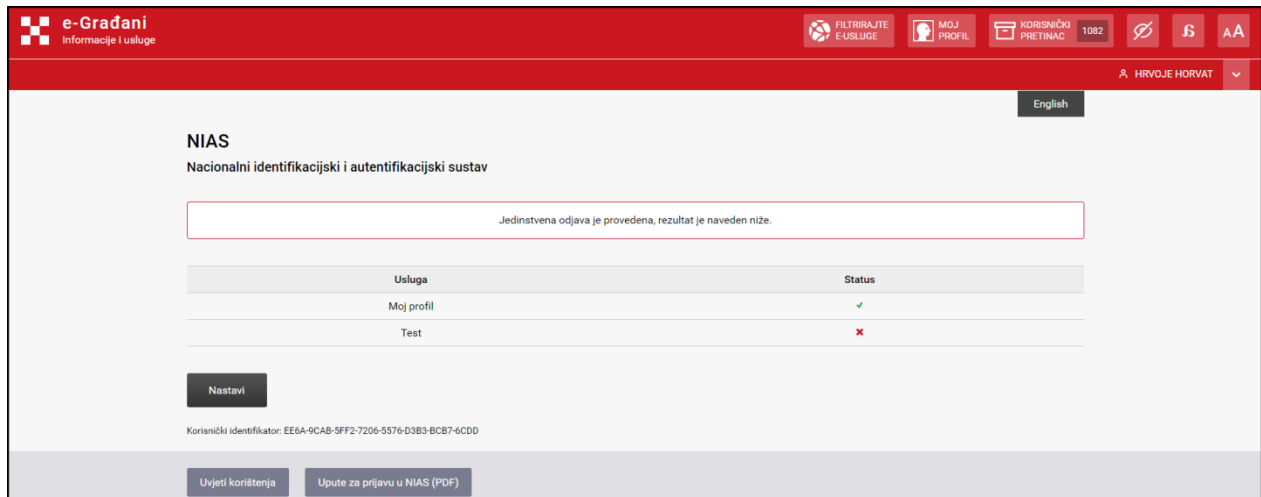 e-Građani
Informacije i usluge
FILTRIRAJTE
E-USLUGE
MOJ
PROFIL
KORISNIČKI
PRETINAC
1082
AA
HRVOJE HORVAT
English
NIAS
Nacionalni identifikacijski i autentifikacijski sustav
Jedinstvena odjava je provedena, rezultat je naveden niže.
Usluga Status
Moj profil
Test
Nastavi
Korisnički identifikator: EE6A-9CAB-5FF2-7206-5576-D3B3-BCB7-6CDD
Uvjeti korištenja Upute za prijavu u NIAS (PDF)